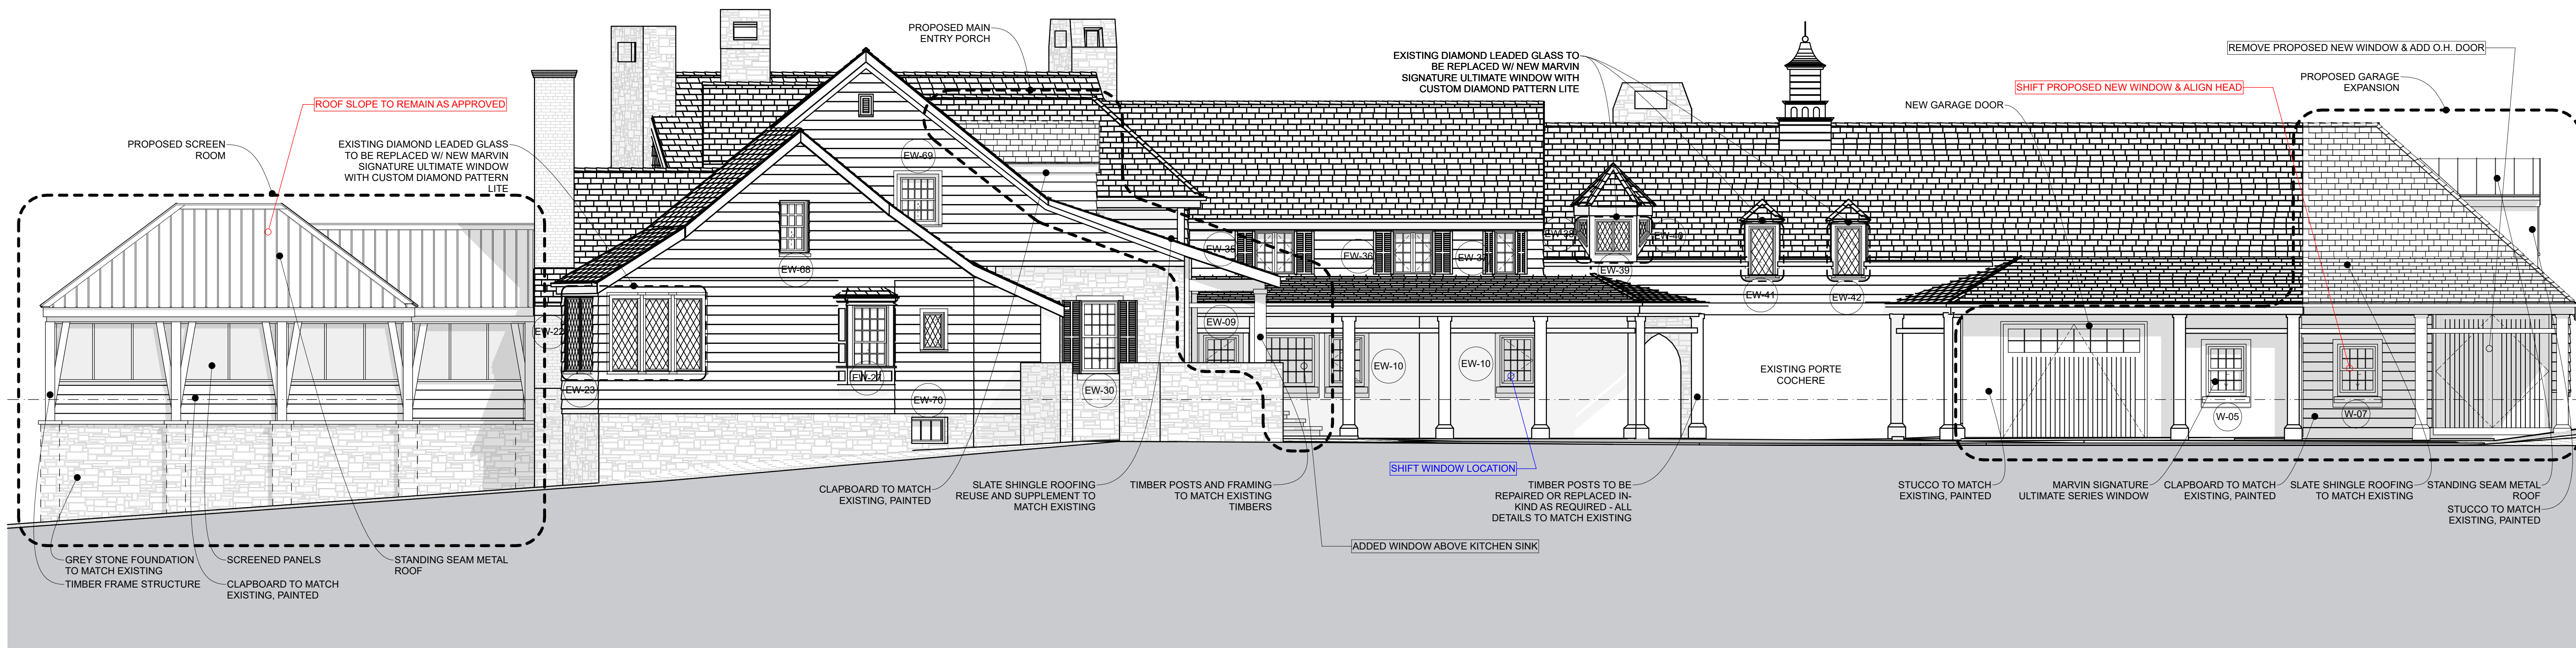 PROPOSED MAIN
ENTRY PORCH
EXISTING DIAMOND LEADED GLASS TO
BE REPLACED W/ NEW MARVIN
SIGNATURE ULTIMATE WINDOW WITH
CUSTOM DIAMOND PATTERN LITE
REMOVE PROPOSED NEW WINDOW & ADD O.H. DOOR
PROPOSED GARAGE
EXPANSION
SHIFT PROPOSED NEW WINDOW & ALIGN HEAD
NEW GARAGE DOOR
ROOF SLOPE TO REMAIN AS APPROVED
PROPOSED SCREEN
ROOM
EXISTING DIAMOND LEADED GLASS
TO BE REPLACED W/ NEW MARVIN
SIGNATURE ULTIMATE WINDOW
WITH CUSTOM DIAMOND PATTERN
LITE
EW-69
EW-68
EW-35
EW-36
EW-37
EW-38
EW-39
EW-40
EW-41
EW-42
EW-22
EW-23
EW-27
EW-70
EW-30
EW-09
EW-10
EW-10
EXISTING PORTE
COCHERE
W-05
W-07
SHIFT WINDOW LOCATION
CLAPBOARD TO MATCH
EXISTING, PAINTED
SLATE SHINGLE ROOFING
REUSE AND SUPPLEMENT TO
MATCH EXISTING
TIMBER POSTS AND FRAMING
TO MATCH EXISTING
TIMBERS
TIMBER POSTS TO BE
REPAIRED OR REPLACED IN-
KIND AS REQUIRED - ALL
DETAILS TO MATCH EXISTING
STUCCO TO MATCH
EXISTING, PAINTED
MARVIN SIGNATURE
ULTIMATE SERIES WINDOW
CLAPBOARD TO MATCH
EXISTING, PAINTED
SLATE SHINGLE ROOFING
TO MATCH EXISTING
STANDING SEAM METAL
ROOF
STUCCO TO MATCH
EXISTING, PAINTED
ADDED WINDOW ABOVE KITCHEN SINK
GREY STONE FOUNDATION
TO MATCH EXISTING
TIMBER FRAME STRUCTURE
SCREENED PANELS
CLAPBOARD TO MATCH
EXISTING, PAINTED
STANDING SEAM METAL
ROOF